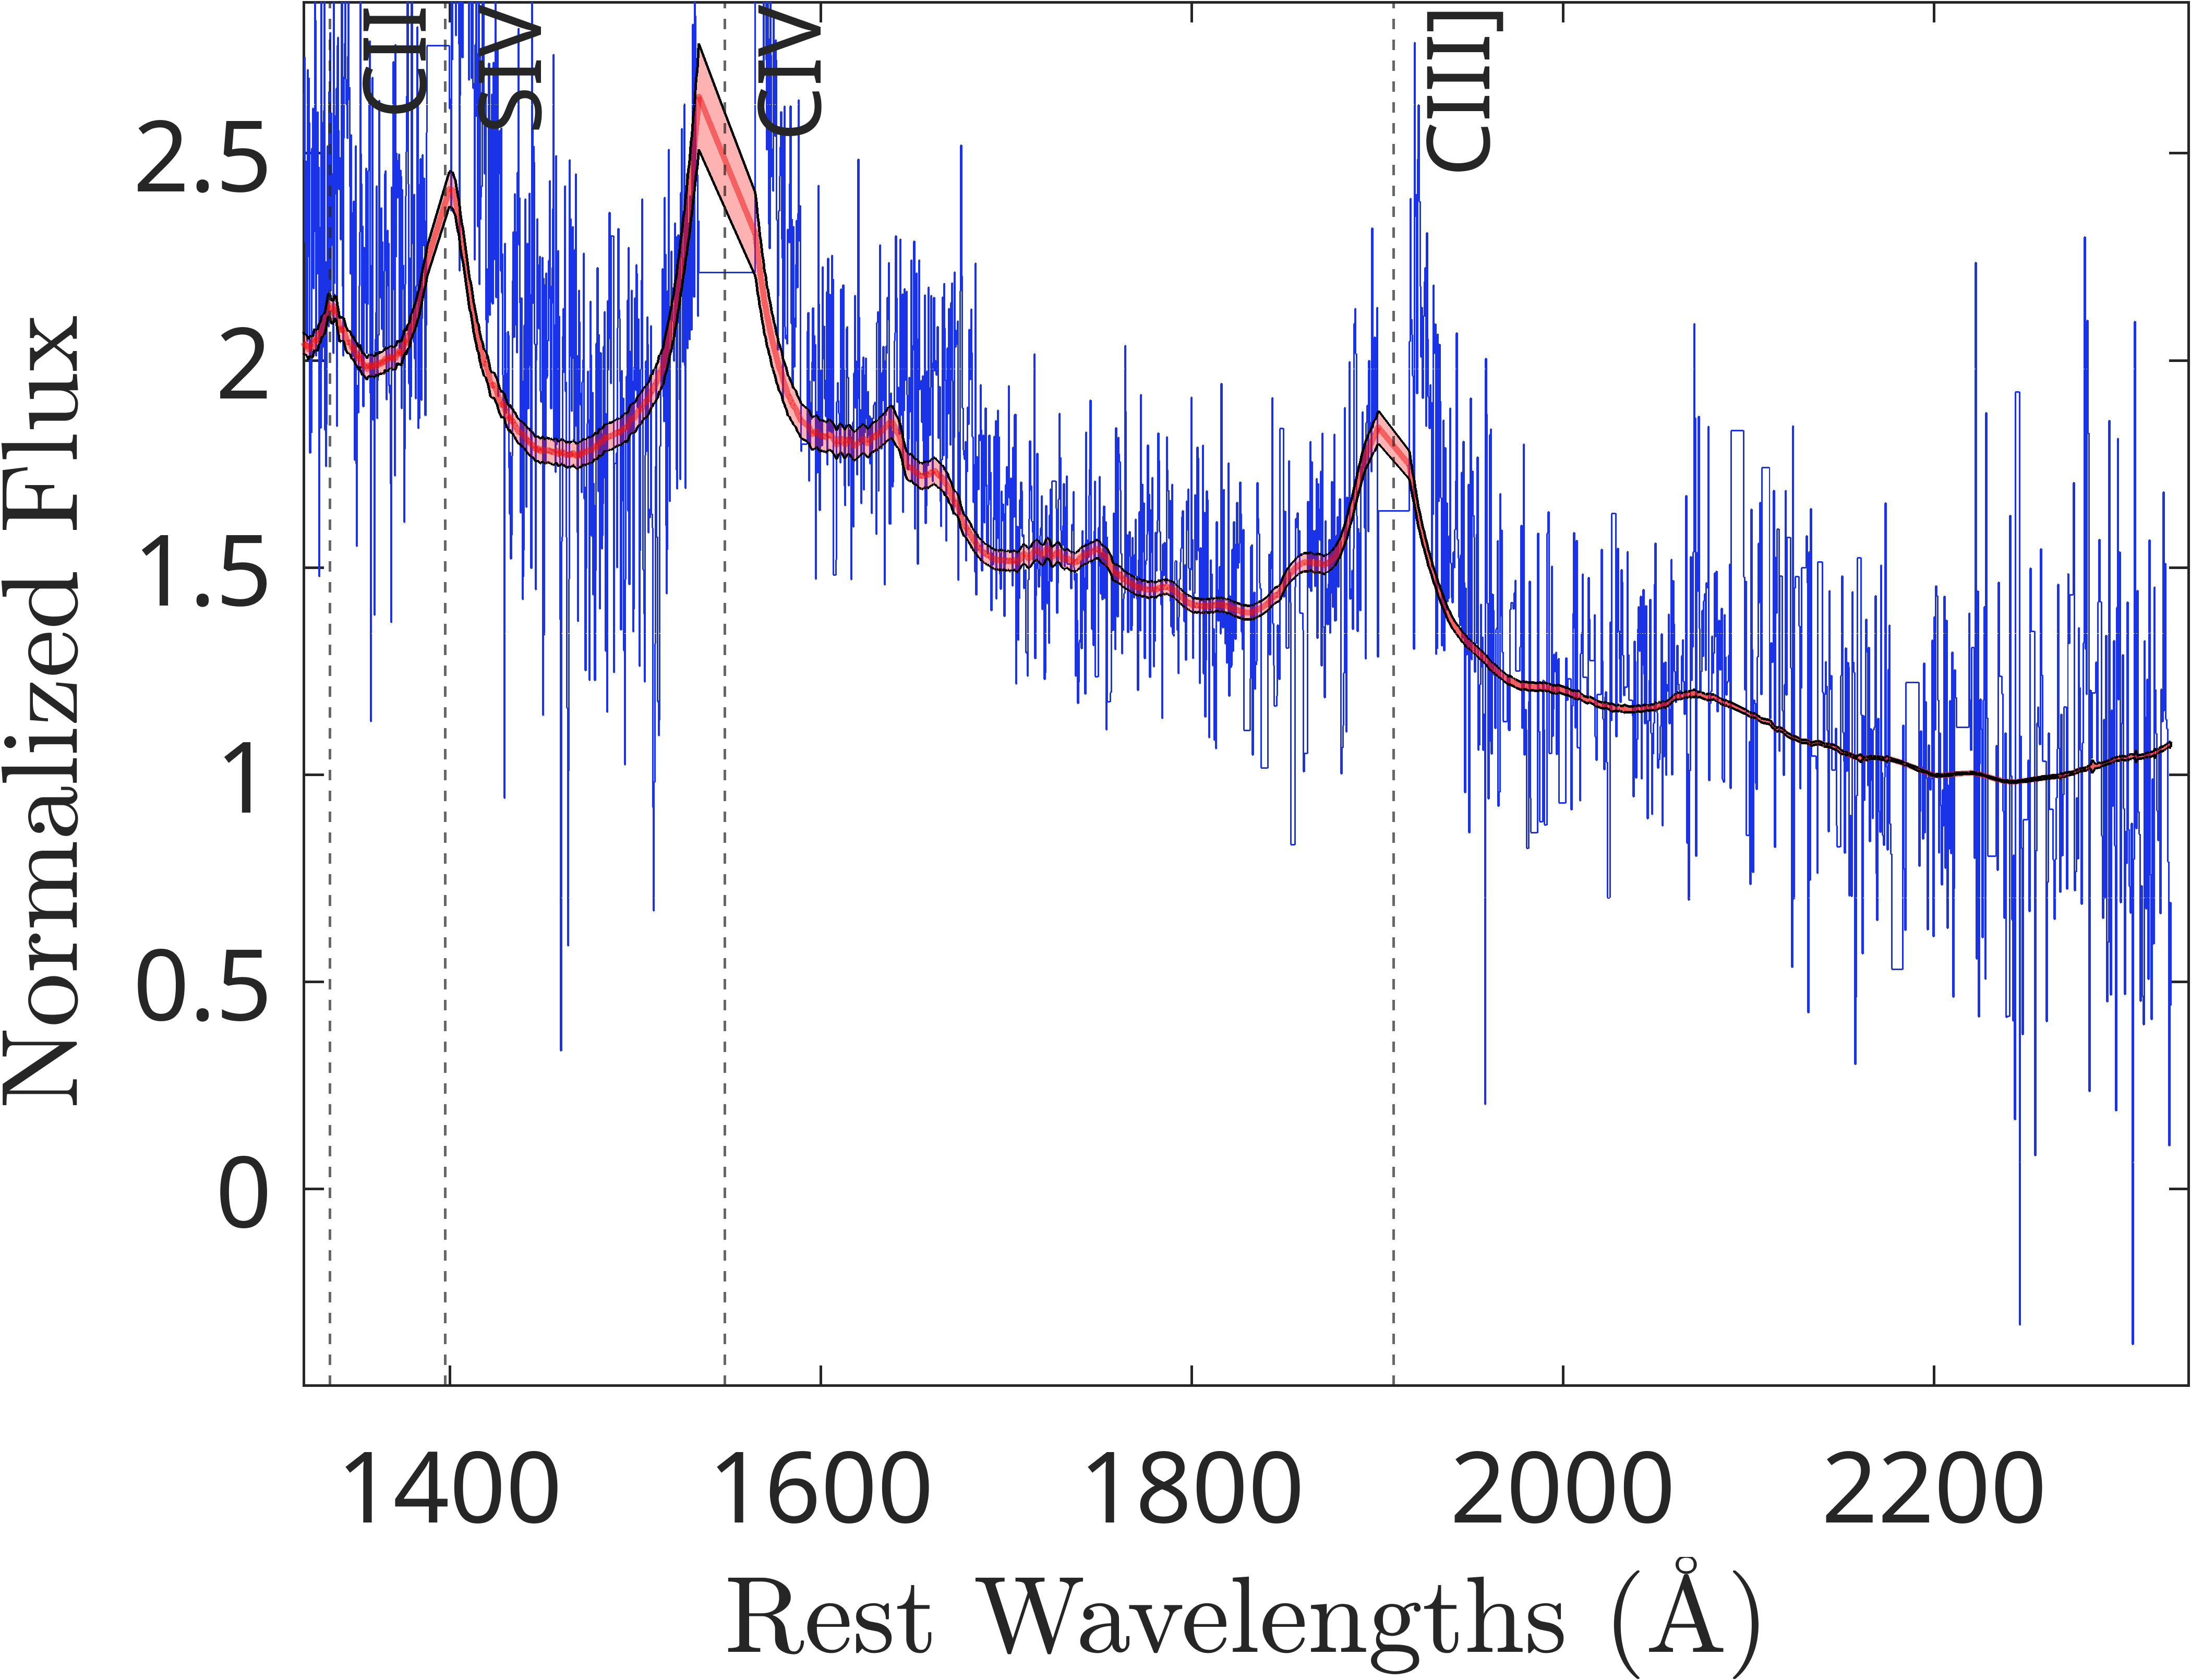 CII
SIV
CIV
CIII]
2.5
2
1.5
1
0.5
0
Normalized Flux
1400 1600 1800 2000 2200
Rest Wavelengths (Å)